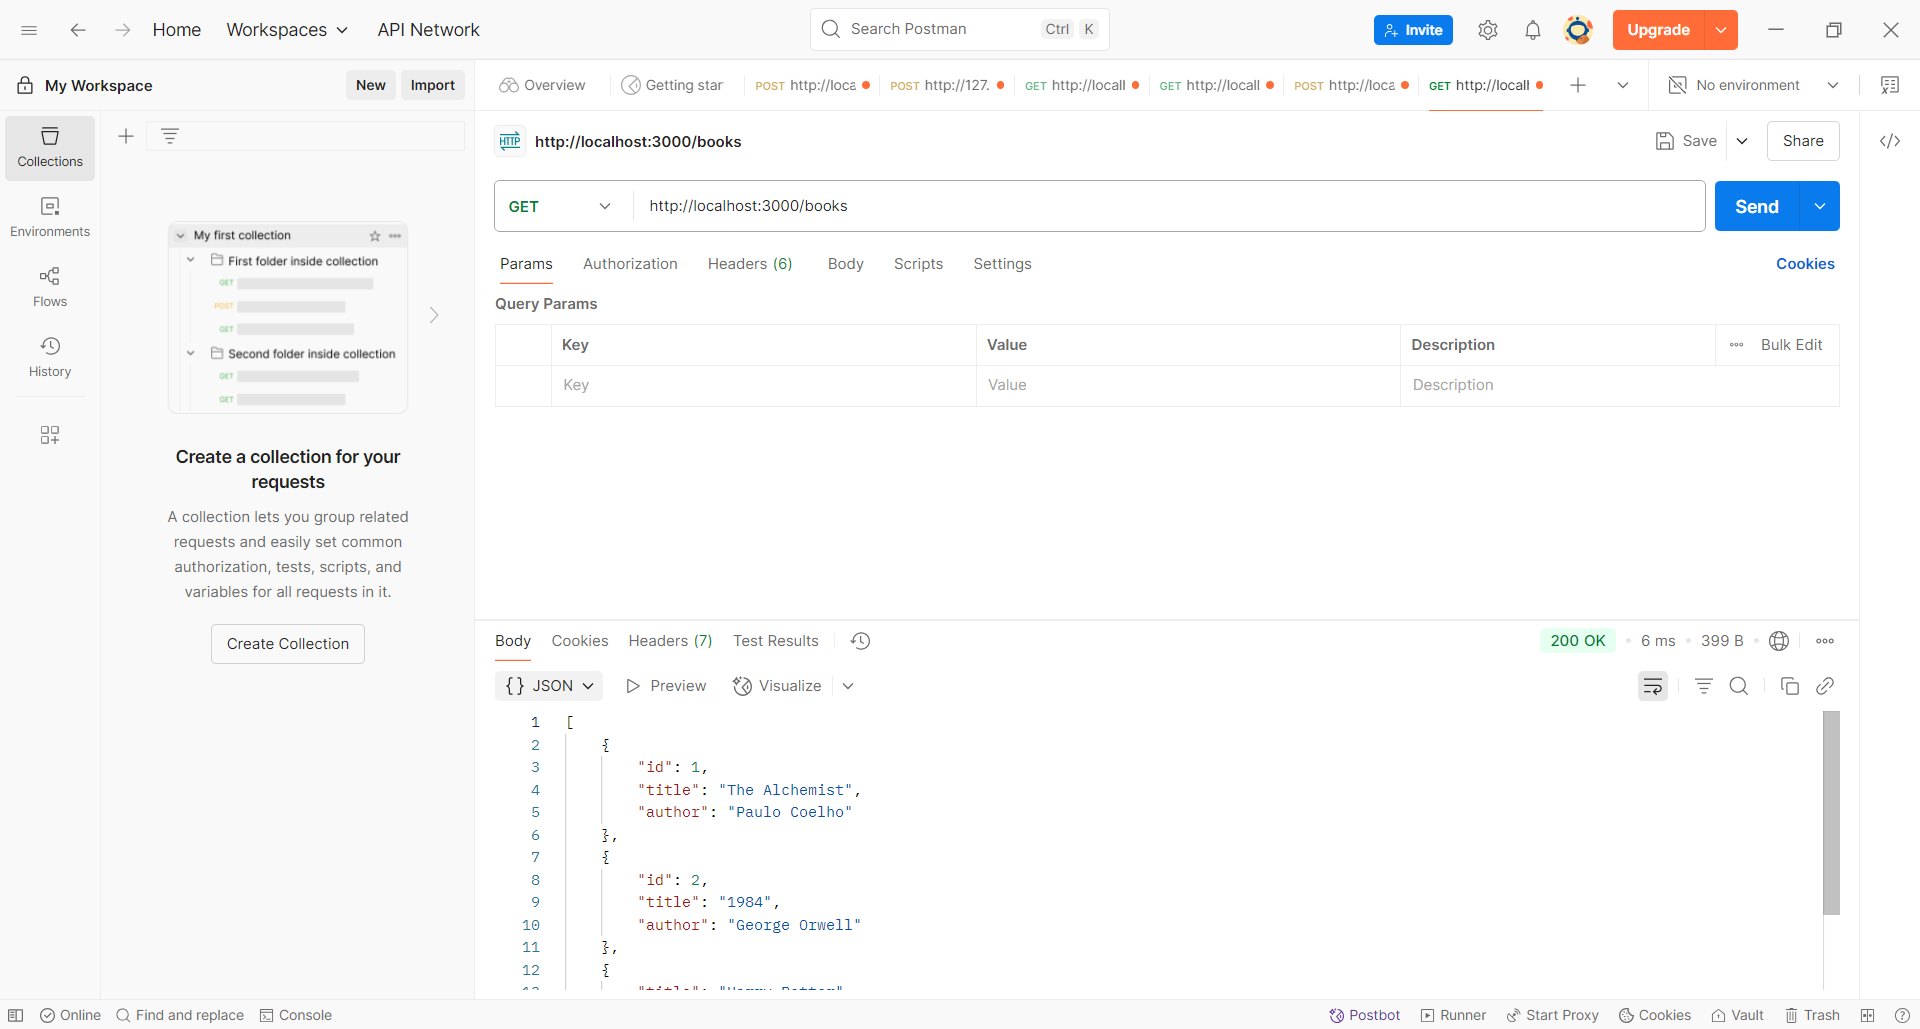 Home Workspaces API Network Search Postman Ctrl K Invite Upgrade
My Workspace New Import Overview Getting star POST http://loca POST http://127. GET http://locall GET http://locall POST http://loca GET http://locall No environment
Collections
Environments
Flows
History
My first collection
First folder inside collection
GET
POST
GET
Second folder inside collection
GET
GET
Create a collection for your
requests
A collection lets you group related
requests and easily set common
authorization, tests, scripts, and
variables for all requests in it.
Create Collection
HTTP http://localhost:3000/books Save Share
GET http://localhost:3000/books Send
Params Authorization Headers (6) Body Scripts Settings Cookies
Query Params
Key Value Description Bulk Edit
Key Value Description
Body Cookies Headers (7) Test Results 200 OK 6 ms 399 B
{} JSON Preview Visualize
1 [
2 {
3 "id": 1,
4 "title": "The Alchemist",
5 "author": "Paulo Coelho"
6 },
7 {
8 "id": 2,
9 "title": "1984",
10 "author": "George Orwell"
11 },
12 {
13 "title": "Harry Potter"
Online Find and replace Console Postbot Runner Start Proxy Cookies Vault Trash